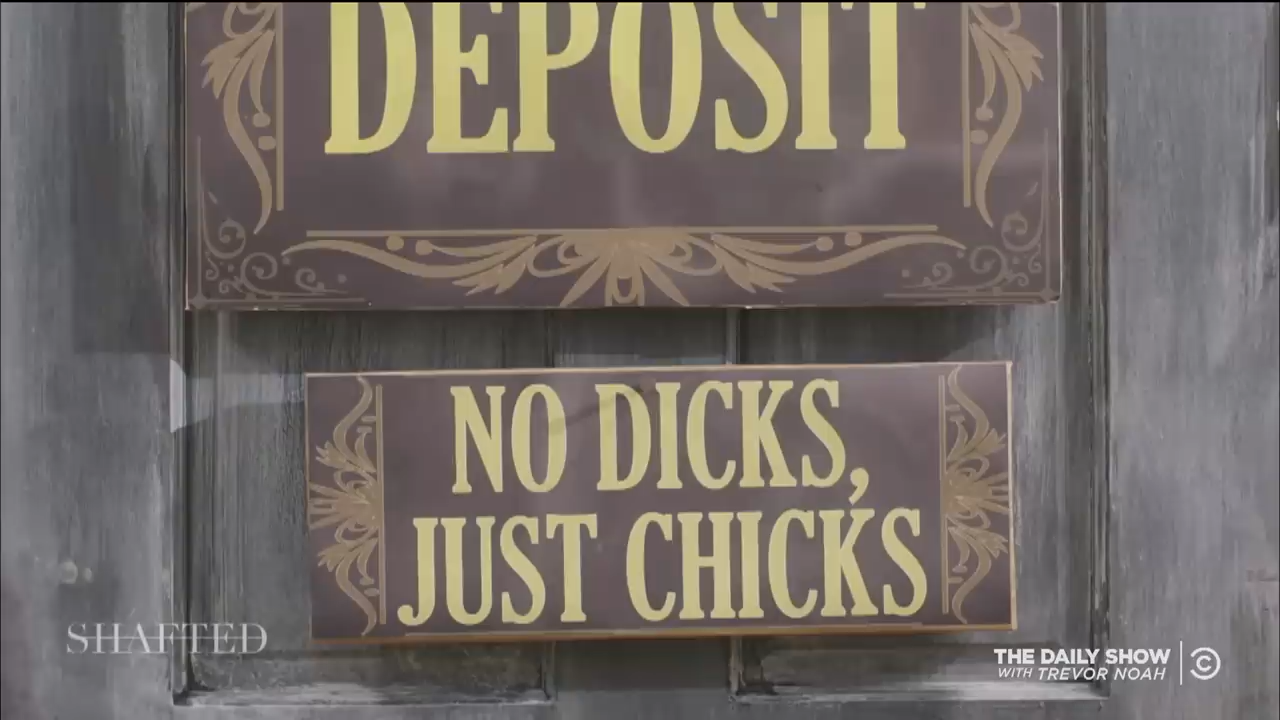 DEPOSIT
NO DICKS,
JUST CHICKS
SHAFTED
THE DAILY SHOW
WITH TREVOR NOAH